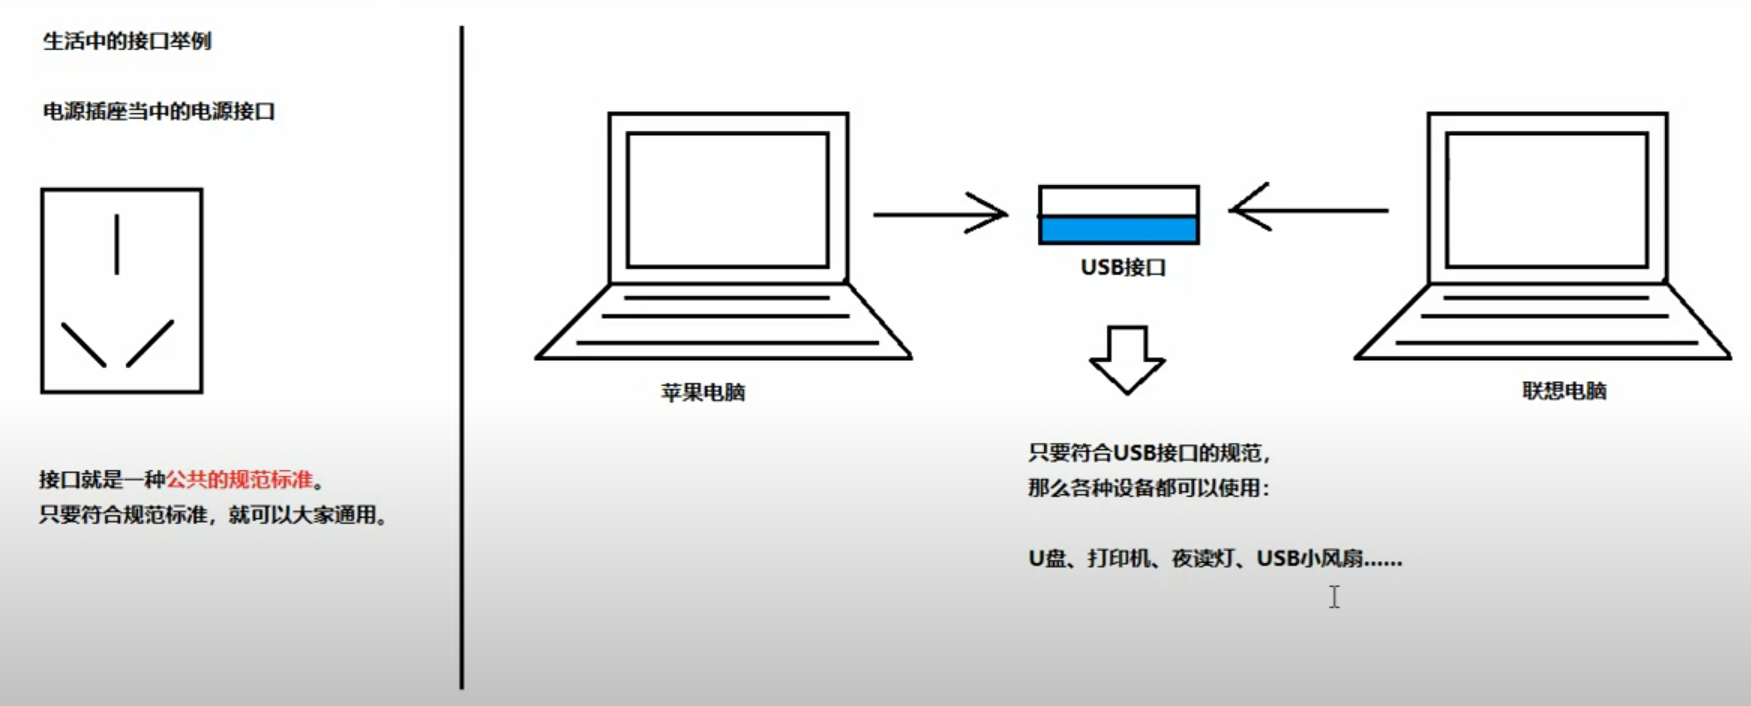 生活中的接口举例
电源插座当中的电源接口
接口就是一种公共的规范标准。
只要符合规范标准，就可以大家通用。
苹果电脑
USB接口
联想电脑
只要符合USB接口的规范，
那么各种设备都可以使用：
U盘、打印机、夜读灯、USB小风扇……